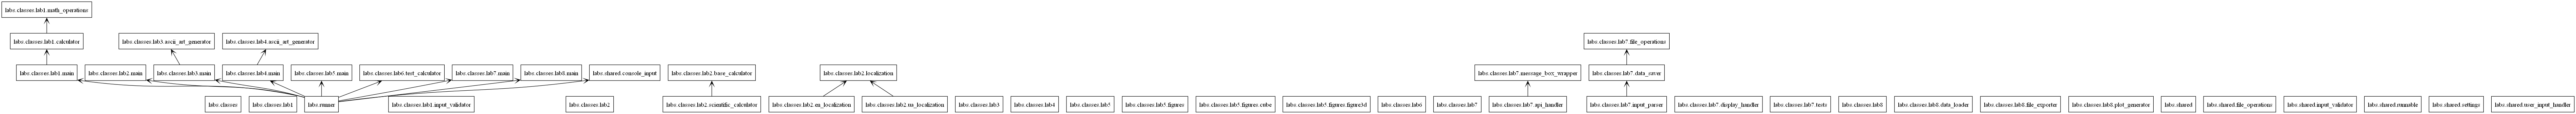 labs.classes.lab1.math_operations
labs.classes.lab1.calculator
labs.classes.lab3.ascii_art_generator
labs.classes.lab4.ascii_art_generator
labs.classes.lab7.file_operations
labs.classes.lab1.main
labs.classes.lab2.main
labs.classes.lab3.main
labs.classes.lab4.main
labs.classes.lab5.main
labs.classes.lab6.test_calculator
labs.classes.lab7.main
labs.classes.lab8.main
labs.shared.console_input
labs.classes.lab2.base_calculator
labs.classes.lab2.localization
labs.classes.lab7.message_box_wrapper
labs.classes.lab7.data_saver
labs.classes
labs.classes.lab1
labs.runner
labs.classes.lab1.input_validator
labs.classes.lab2
labs.classes.lab2.scientific_calculator
labs.classes.lab2.en_localization
labs.classes.lab2.ua_localization
labs.classes.lab3
labs.classes.lab4
labs.classes.lab5
labs.classes.lab5.figures
labs.classes.lab5.figures.cube
labs.classes.lab5.figures.figure3d
labs.classes.lab6
labs.classes.lab7
labs.classes.lab7.api_handler
labs.classes.lab7.input_parser
labs.classes.lab7.display_handler
labs.classes.lab7.tests
labs.classes.lab8
labs.classes.lab8.data_loader
labs.classes.lab8.file_exporter
labs.classes.lab8.plot_generator
labs.shared
labs.shared.file_operations
labs.shared.input_validator
labs.shared.runnable
labs.shared.settings
labs.shared.user_input_handler